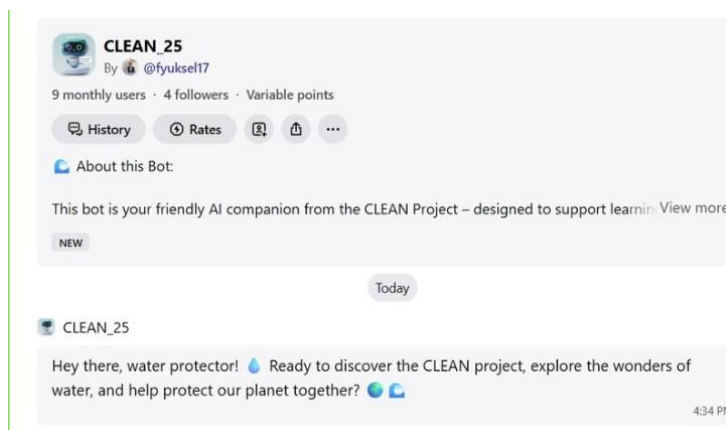 CLEAN_25
By @fyuksel17
9 monthly users · 4 followers · Variable points
History Rates
About this Bot:
This bot is your friendly AI companion from the CLEAN Project – designed to support learnin View more
NEW
Today
CLEAN_25
Hey there, water protector! 💧 Ready to discover the CLEAN project, explore the wonders of
water, and help protect our planet together? 🌍 🌊
4:34 PM